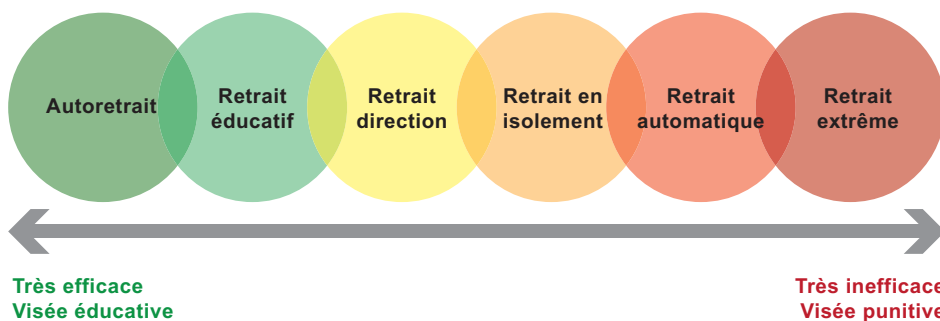 Autoretrait
Retrait
éducatif
Retrait
direction
Retrait en
isolement
Retrait
automatique
Retrait
extrême
Très efficace
Visée éducative
Très inefficace
Visée punitive